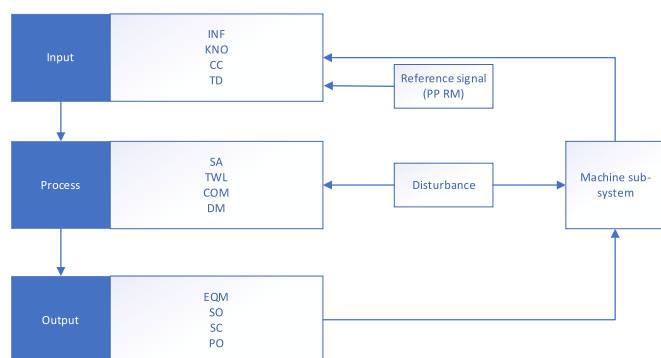 Input
INF
KNO
CC
TD
Reference signal
(PP RM)
Process
SA
TWL
COM
DM
Disturbance
Machine sub-
system
Output
EQM
SO
SC
PO